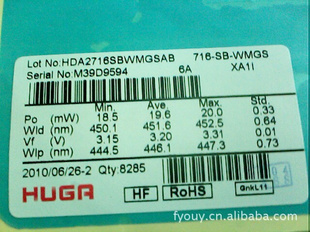 Lot No:HDA2716SBWMGSAB 716-SB-WMGS
Serial No:M39D9594 6A XA1I
Min. Ave. Max. Std.
Po (mW) 18.5 19.6 20.0 0.33
Wld (nm) 450.1 451.6 452.5 0.64
Vf (V) 3.15 3.20 3.31 0.01
Wlp (nm) 444.5 446.1 447.3 0.73
2010/06/26-2 Qty:8285
HUGA HF RoHS QnkL11
fyouy.cn.alibaba.com